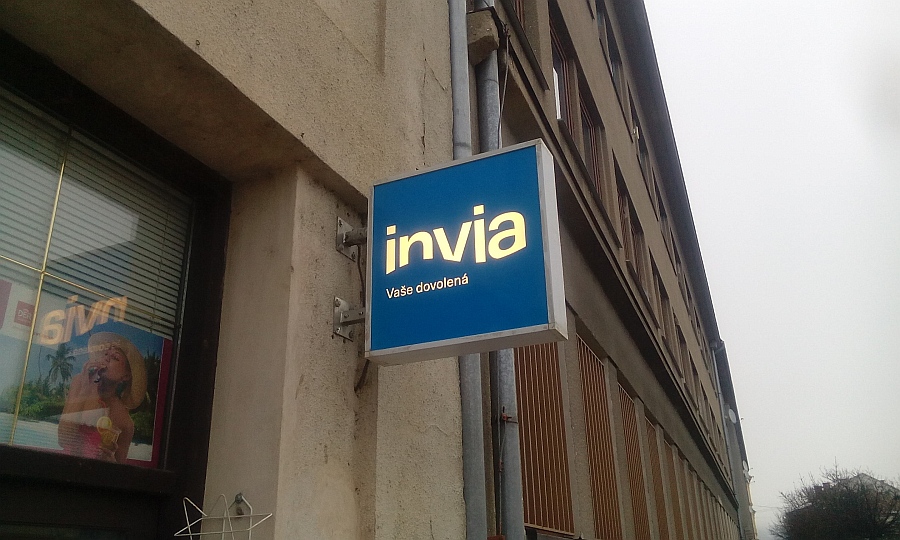 invia
Vaše dovolená